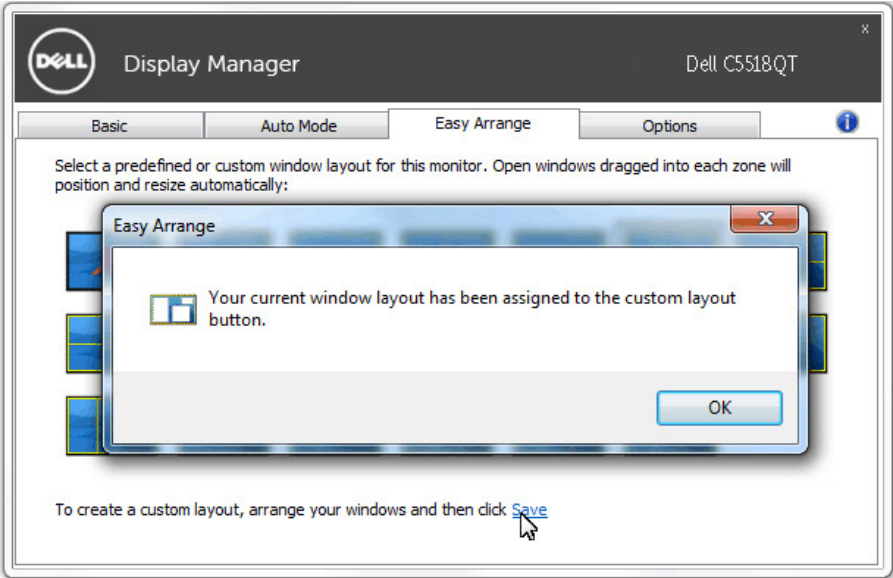 x
DELL
Display Manager
Dell C5518QT
Basic
Auto Mode
Easy Arrange
Options
i
Select a predefined or custom window layout for this monitor. Open windows dragged into each zone will
position and resize automatically:
Easy Arrange
Your current window layout has been assigned to the custom layout
button.
OK
To create a custom layout, arrange your windows and then click Save